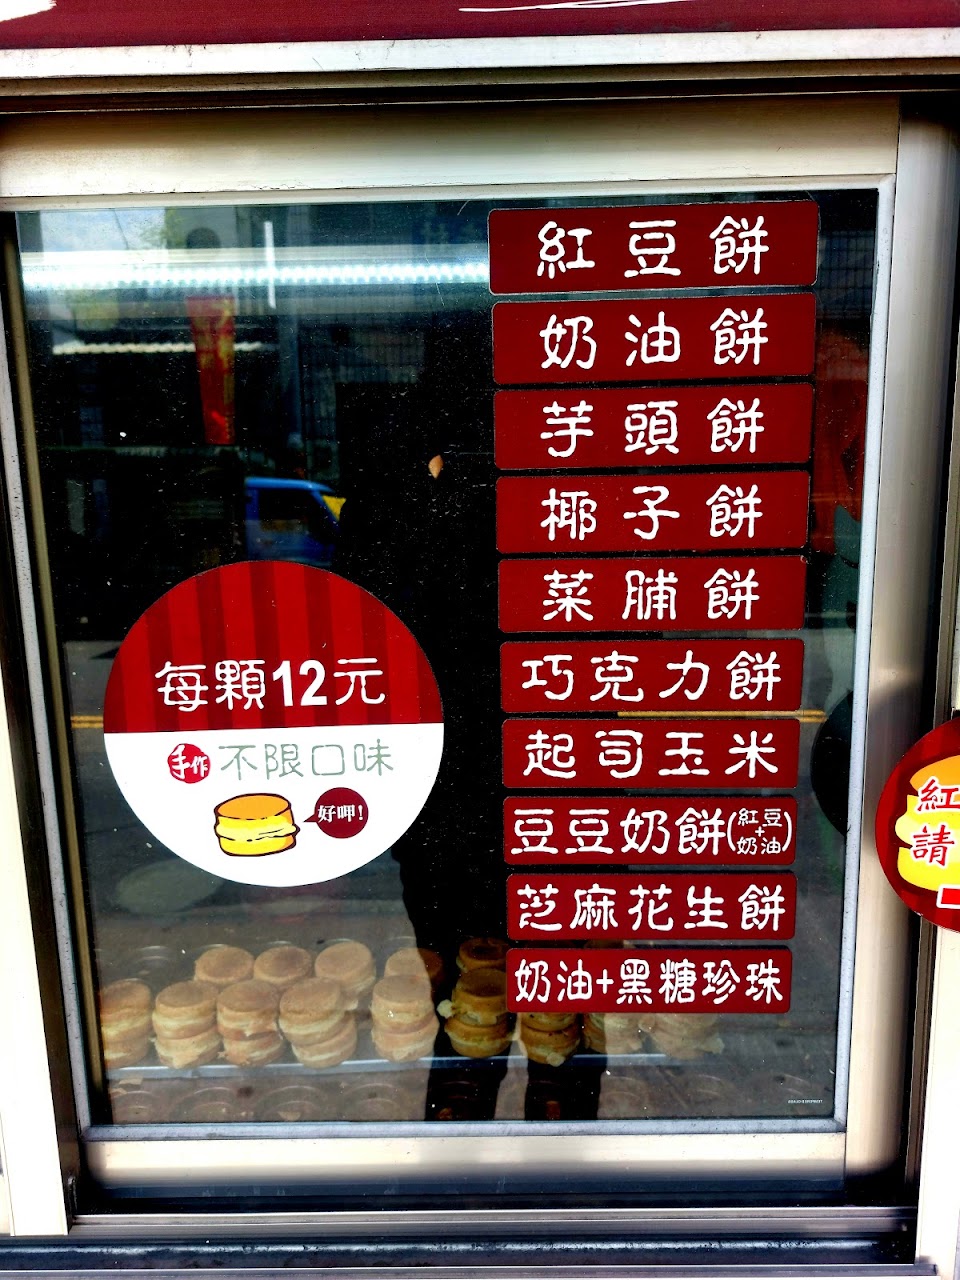 紅豆餅
奶油餅
芋頭餅
椰子餅
菜脯餅
巧克力餅
起司玉米
豆豆奶餅(紅豆+奶油)
芝麻花生餅
奶油+黑糖珍珠
每顆12元
手作 不限口味
好呷!
紅
請